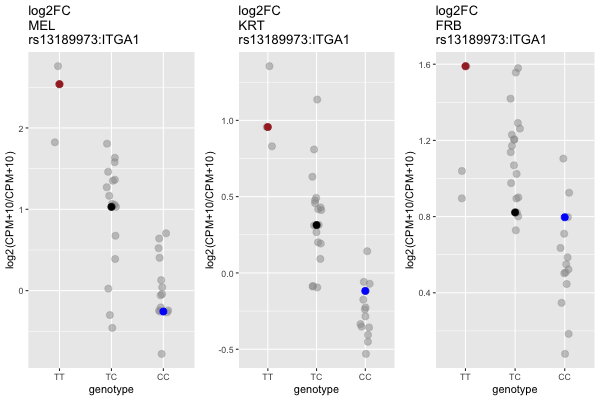 log2FC
MEL
rs13189973:ITGA1
log2(CPM+10/CPM+10)
2
1
0
TT
TC
CC
genotype
log2FC
KRT
rs13189973:ITGA1
log2(CPM+10/CPM+10)
1.0
0.5
0.0
-0.5
TT
TC
CC
genotype
log2FC
FRB
rs13189973:ITGA1
log2(CPM+10/CPM+10)
1.6
1.2
0.8
0.4
TT
TC
CC
genotype